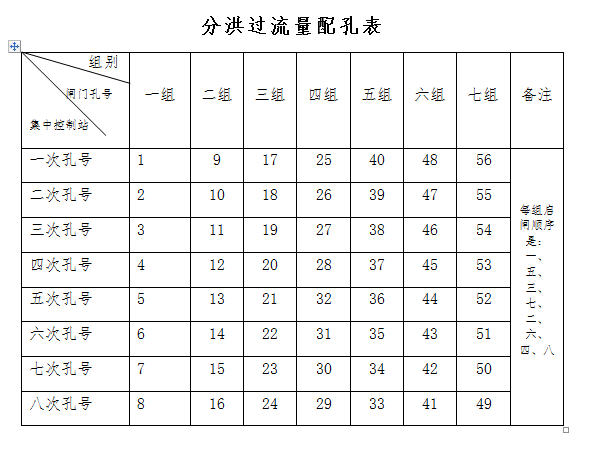 分洪过流量配孔表
组别
闸门孔号
集中控制站
一组 二组 三组 四组 五组 六组 七组 备注
一次孔号 1 9 17 25 40 48 56
二次孔号 2 10 18 26 39 47 55
三次孔号 3 11 19 27 38 46 54
四次孔号 4 12 20 28 37 45 53
五次孔号 5 13 21 32 36 44 52
六次孔号 6 14 22 31 35 43 51
七次孔号 7 15 23 30 34 42 50
八次孔号 8 16 24 29 33 41 49
每组启
闸顺序
是：
一、
五、
三、
七、
二、
六、
四、八